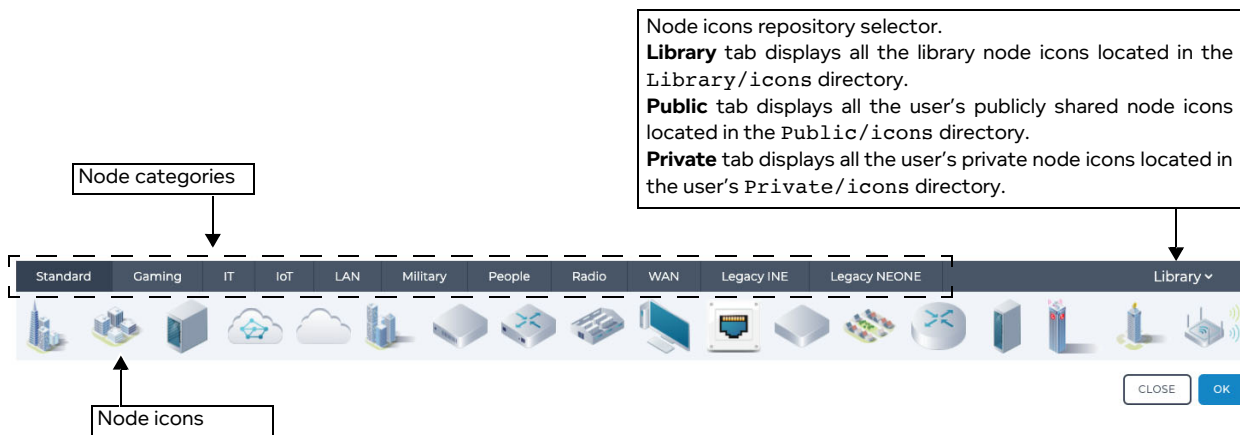 Node icons repository selector.
Library tab displays all the library node icons located in the
Library/icons directory.
Public tab displays all the user's publicly shared node icons
located in the Public/icons directory.
Private tab displays all the user's private node icons located in
the user's Private/icons directory.
Node categories
Standard Gaming IT IoT LAN Military People Radio WAN Legacy INE Legacy NEONE Library
CLOSE OK
Node icons